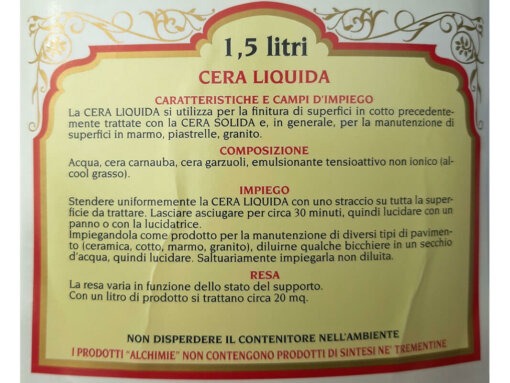 1,5 litri
CERA LIQUIDA
CARATTERISTICHE E CAMPI D'IMPIEGO
La CERA LIQUIDA si utilizza per la finitura di superfici in cotto precedente-
mente trattate con la CERA SOLIDA e, in generale, per la manutenzione di
superfici in marmo, piastrelle, granito.
COMPOSIZIONE
Acqua, cera carnauba, cera garzuoli, emulsionante tensioattivo non ionico (al-
cool grasso).
IMPIEGO
Stendere uniformemente la CERA LIQUIDA con uno straccio su tutta la super-
ficie da trattare. Lasciare asciugare per circa 30 minuti, quindi lucidare con un
panno o con la lucidatrice.
Impiegandola come prodotto per la manutenzione di diversi tipi di pavimen-
to (ceramica, cotto, marmo, granito), diluirne qualche bicchiere in un secchio
d'acqua, quindi lucidare. Saltuariamente impiegarla non diluita.
RESA
La resa varia in funzione dello stato del supporto.
Con un litro di prodotto si trattano circa 20 mq.
NON DISPERDERE IL CONTENITORE NELL'AMBIENTE
I PRODOTTI "ALCHIMIE" NON CONTENGONO PRODOTTI DI SINTESI NE' TREMENTINE